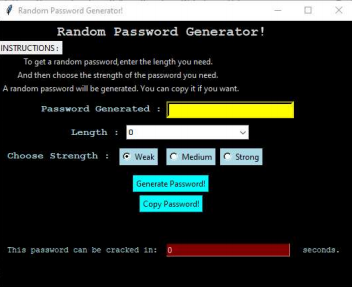 Random Password Generator!
Random Password Generator!
INSTRUCTIONS :
To get a random password,enter the length you need.
And then choose the strength of the password you need.
A random password will be generated. You can copy it if you want.
Password Generated :
Length : 0
Choose Strength : Weak Medium Strong
Generate Password!
Copy Password!
This password can be cracked in: 0 seconds.